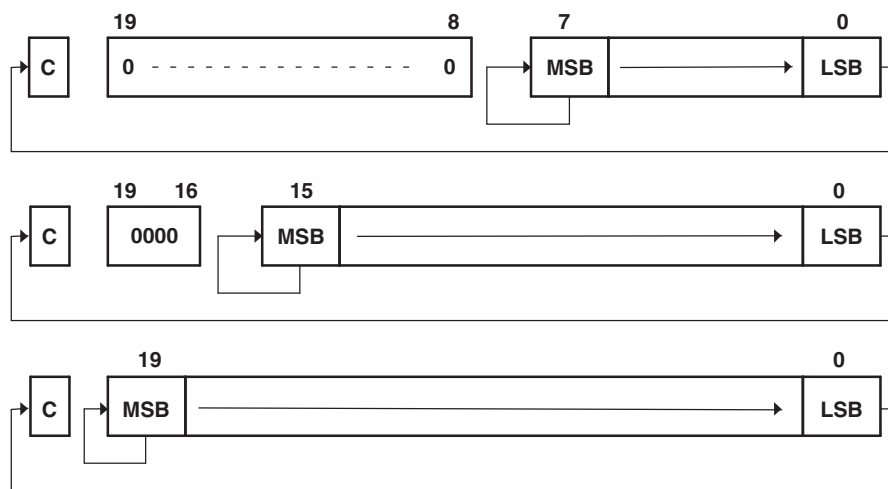 19 8 7 0
C 0 0 MSB LSB
19 16 15 0
C 0000 MSB LSB
19 0
C MSB LSB